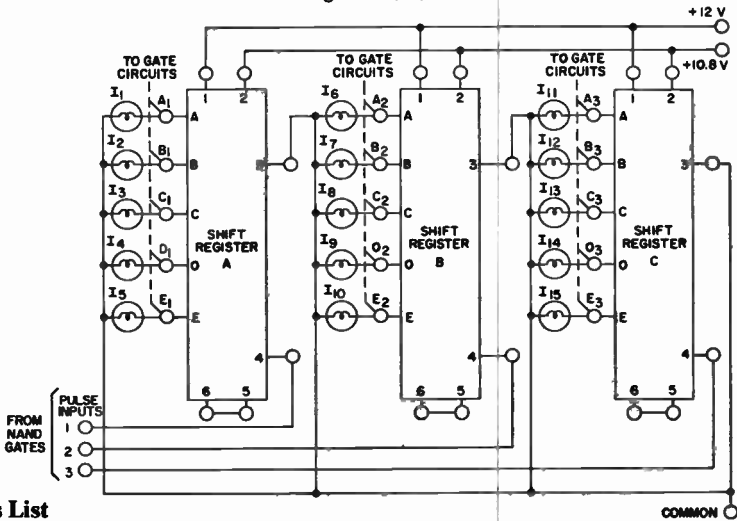 +12 V
+10.8 V
TO GATE CIRCUITS
TO GATE CIRCUITS
TO GATE CIRCUITS
I1 A1 A
I2 B1 B
I3 C1 C
I4 D1 O
I5 E1 E
1 2
3
SHIFT REGISTER A
4
6 5
I6 A2 A
I7 B2 B
I8 C2 C
I9 O2 O
I10 E2 E
1 2
3
SHIFT REGISTER B
4
6 5
I11 A3 A
I12 B3 B
I13 C3 C
I14 O3 O
I15 E3 E
1 2
3
SHIFT REGISTER C
4
6 5
FROM NAND GATES
PULSE INPUTS
1
2
3
s List
COMMON